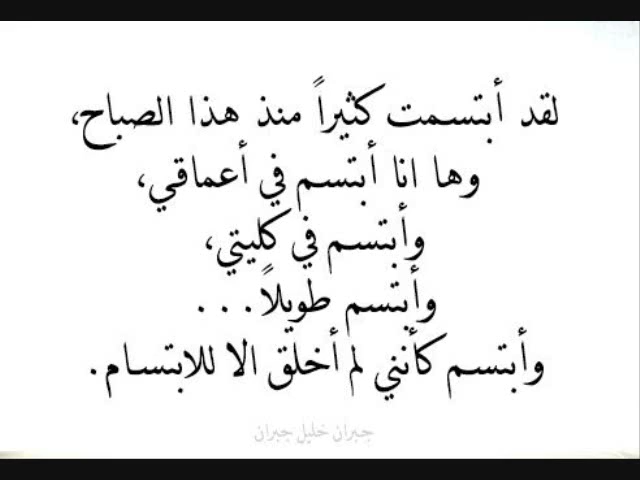 لقد أبتسمت كثيراً منذ هذا الصباح،
وها انا أبتسم في أعماقي،
وأبتسم في كليتي،
وأبتسم طويلاً...
وأبتسم كأنني لم أخلق الا للابتسام.
جبران خليل جبران